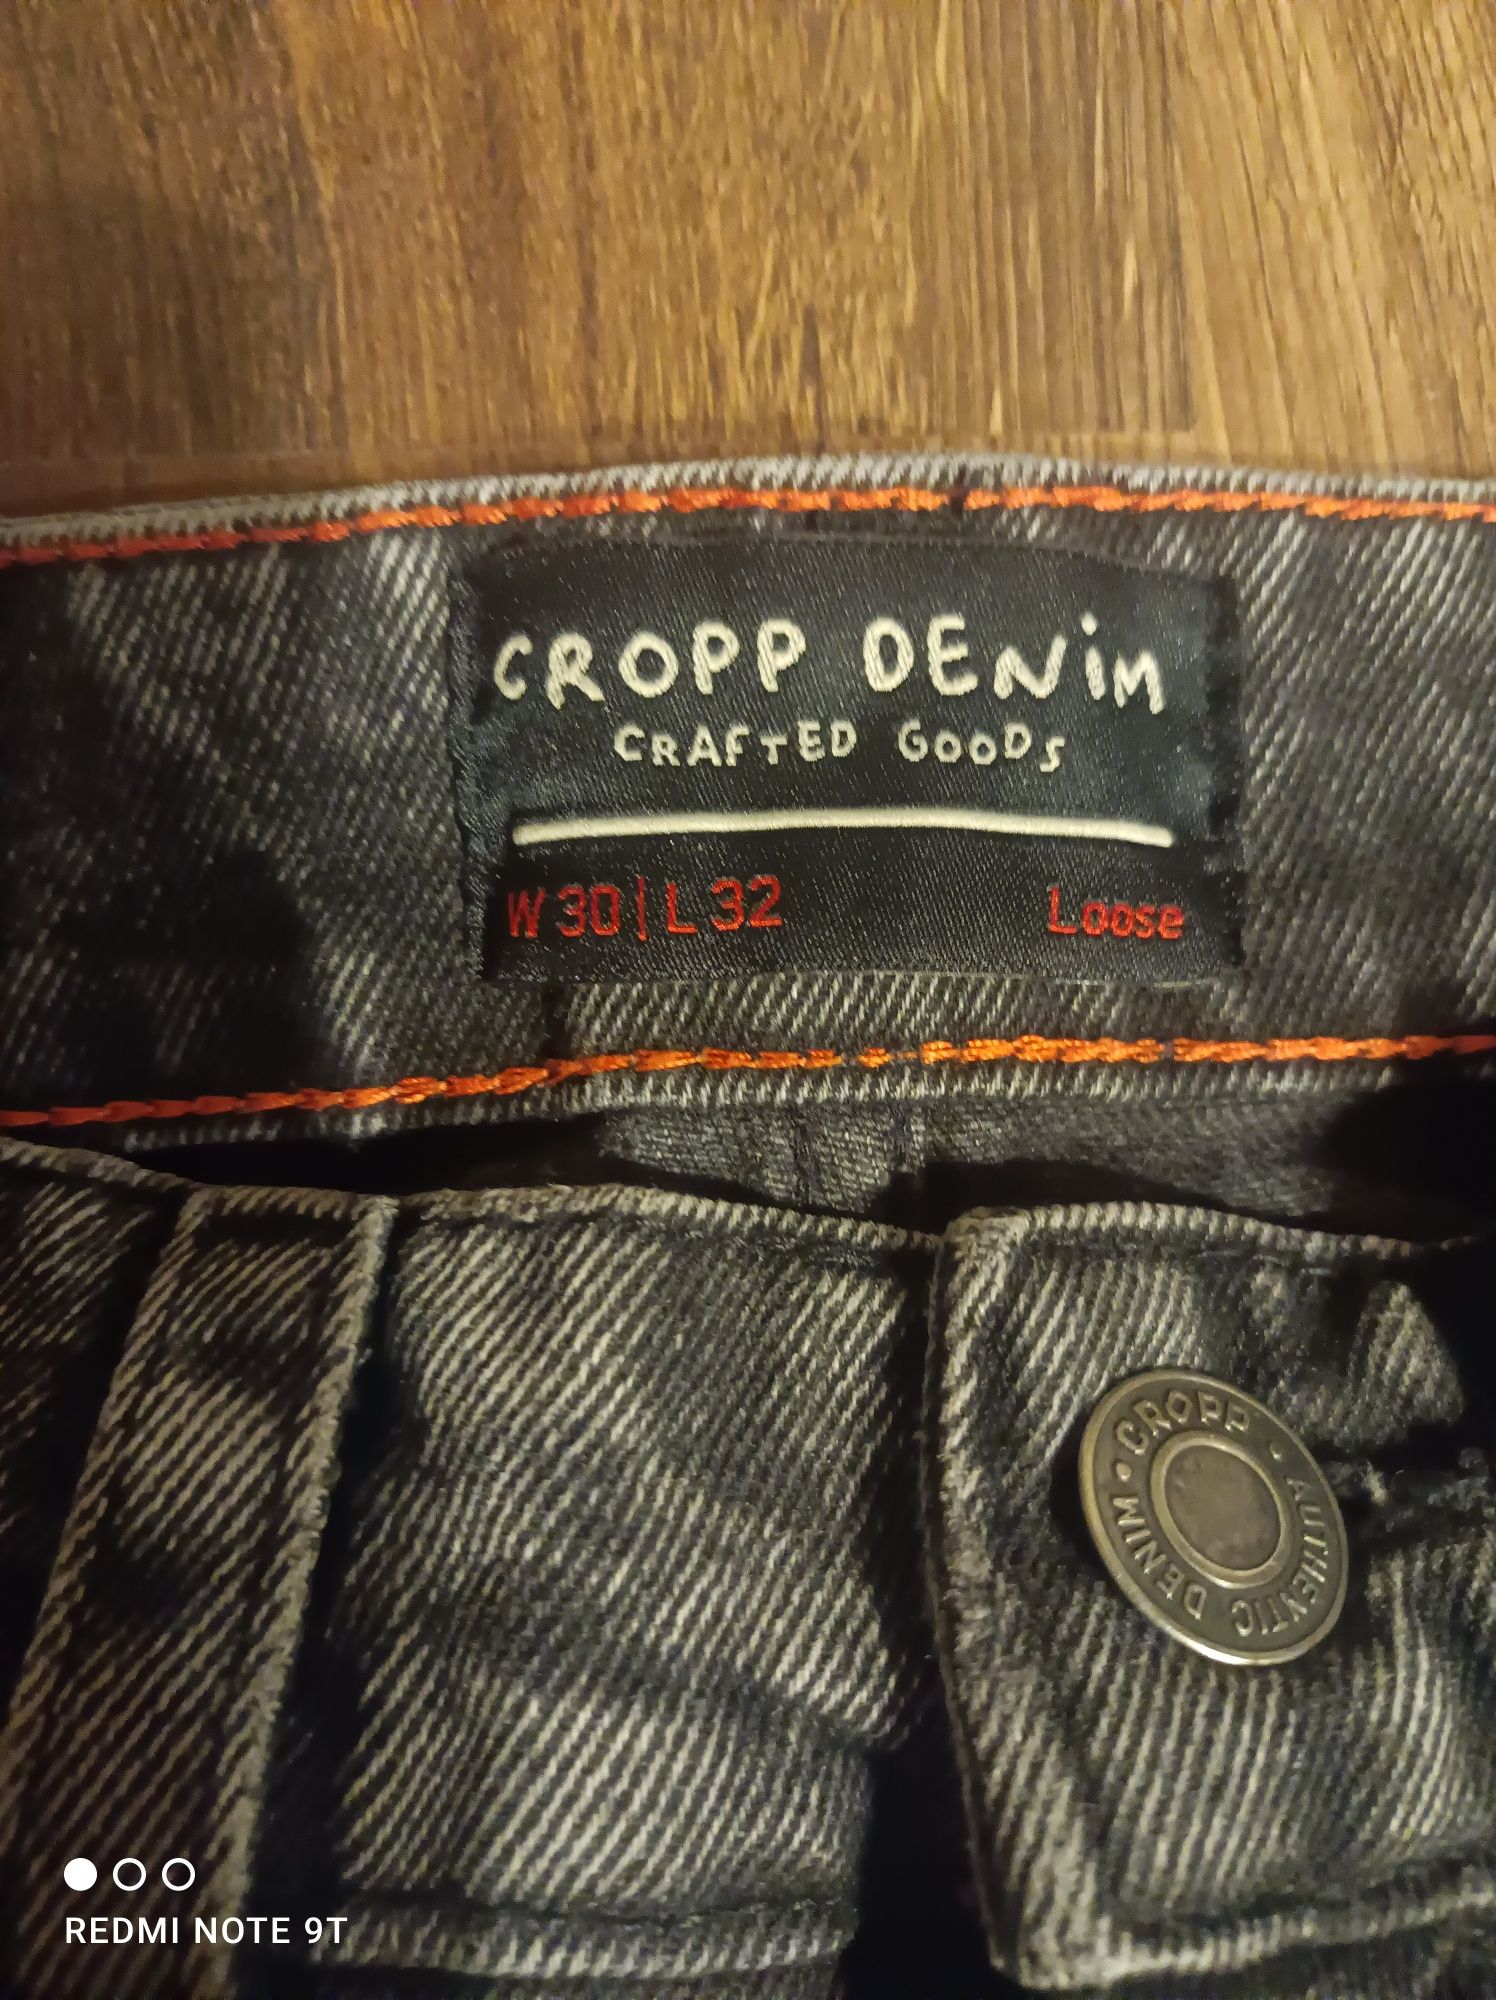 CROPP DENiM
CRAFTED GOODS
W 30 | L 32 Loose
• CROPP • AUTHENTIC DENIM
REDMI NOTE 9T